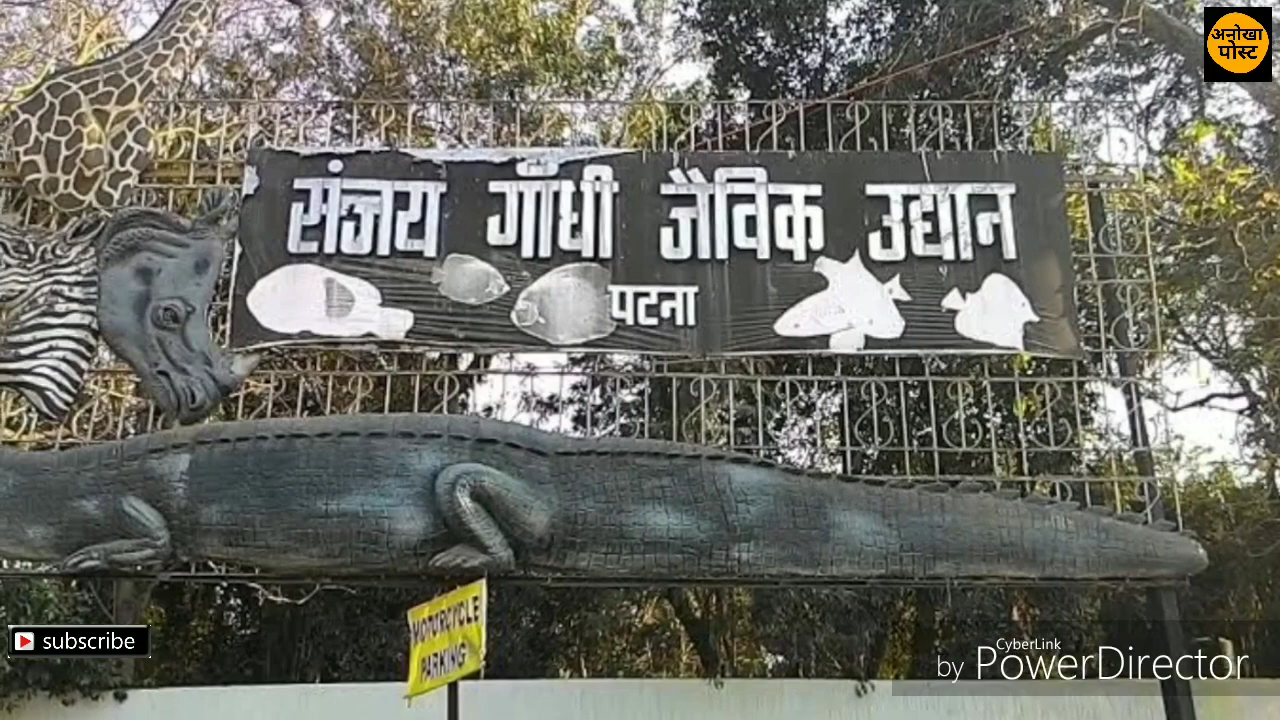 अनोखा
पोस्ट
संजय गाँधी जैविक उद्यान
पटना
MOTORCYCLE
PARKING
subscribe
CyberLink
by PowerDirector